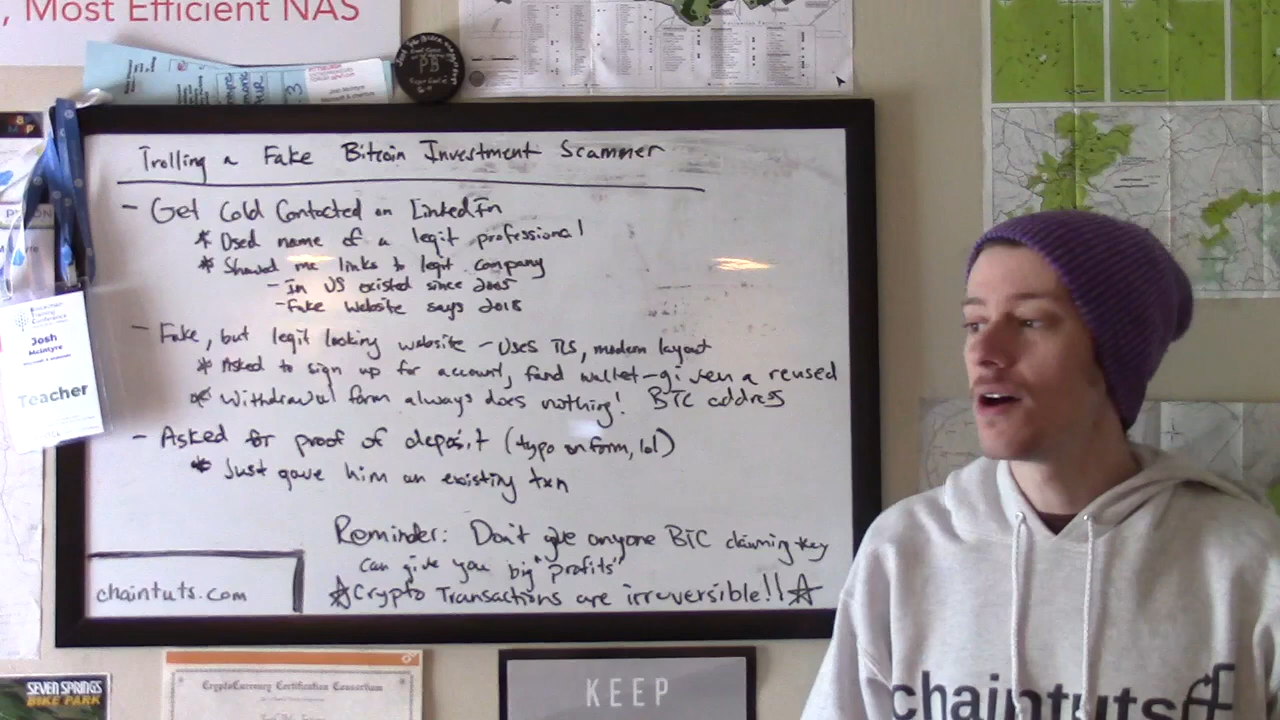 , Most Efficient NAS
Trolling a Fake Bitcoin Investment Scammer
- Get Cold Contacted on LinkedIn
* Used name of a legit professional
* Showed me links to legit company
- In US existed since 2005
- Fake website says 2018
- Fake, but legit looking website - Uses TLS, modern layout
* Asked to sign up for account, fund wallet - given a reused
BTC address
* Withdrawal form always does nothing!
- Asked for proof of deposit (typo on form, lol)
* Just gave him an existing txn
Reminder: Don't give anyone BTC claiming they
can give you big "profits"
☆Crypto Transactions are irreversible!!☆
chaintuts.com
Josh
McIntyre
Teacher
SEVEN SPRINGS
BIKE PARK
CryptoCurrency Certification Consortium
KEEP
chaintuts